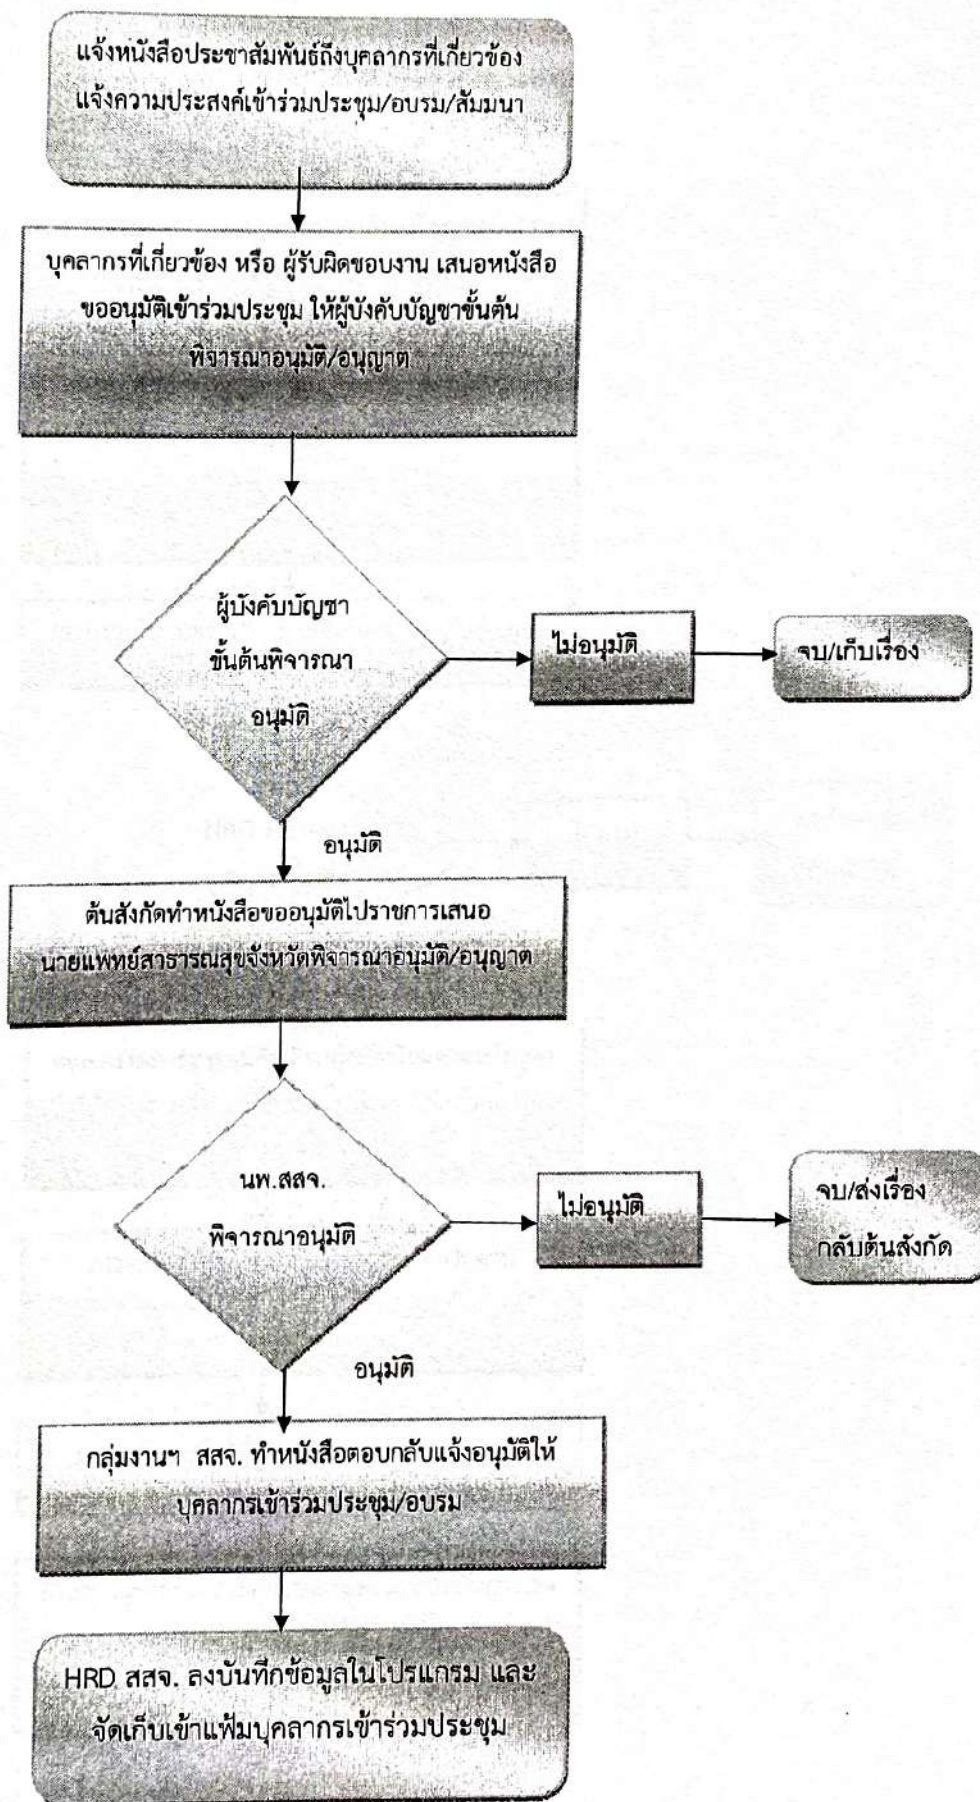 แจ้งหนังสือประชาสัมพันธ์ถึงบุคลากรที่เกี่ยวข้อง
แจ้งความประสงค์เข้าร่วมประชุม/อบรม/สัมมนา
บุคลากรที่เกี่ยวข้อง หรือ ผู้รับผิดชอบงาน เสนอหนังสือ
ขออนุมัติเข้าร่วมประชุม ให้ผู้บังคับบัญชาขั้นต้น
พิจารณาอนุมัติ/อนุญาต
ผู้บังคับบัญชา
ขั้นต้นพิจารณา
อนุมัติ
ไม่อนุมัติ
จบ/เก็บเรื่อง
อนุมัติ
ต้นสังกัดทำหนังสือขออนุมัติไปราชการเสนอ
นายแพทย์สาธารณสุขจังหวัดพิจารณาอนุมัติ/อนุญาต
นพ.สสจ.
พิจารณาอนุมัติ
ไม่อนุมัติ
จบ/ส่งเรื่อง
กลับต้นสังกัด
อนุมัติ
กลุ่มงานฯ สสจ. ทำหนังสือตอบกลับแจ้งอนุมัติให้
บุคลากรเข้าร่วมประชุม/อบรม
HRD สสจ. ลงบันทึกข้อมูลในโปรแกรม และ
จัดเก็บเข้าแฟ้มบุคลากรเข้าร่วมประชุม